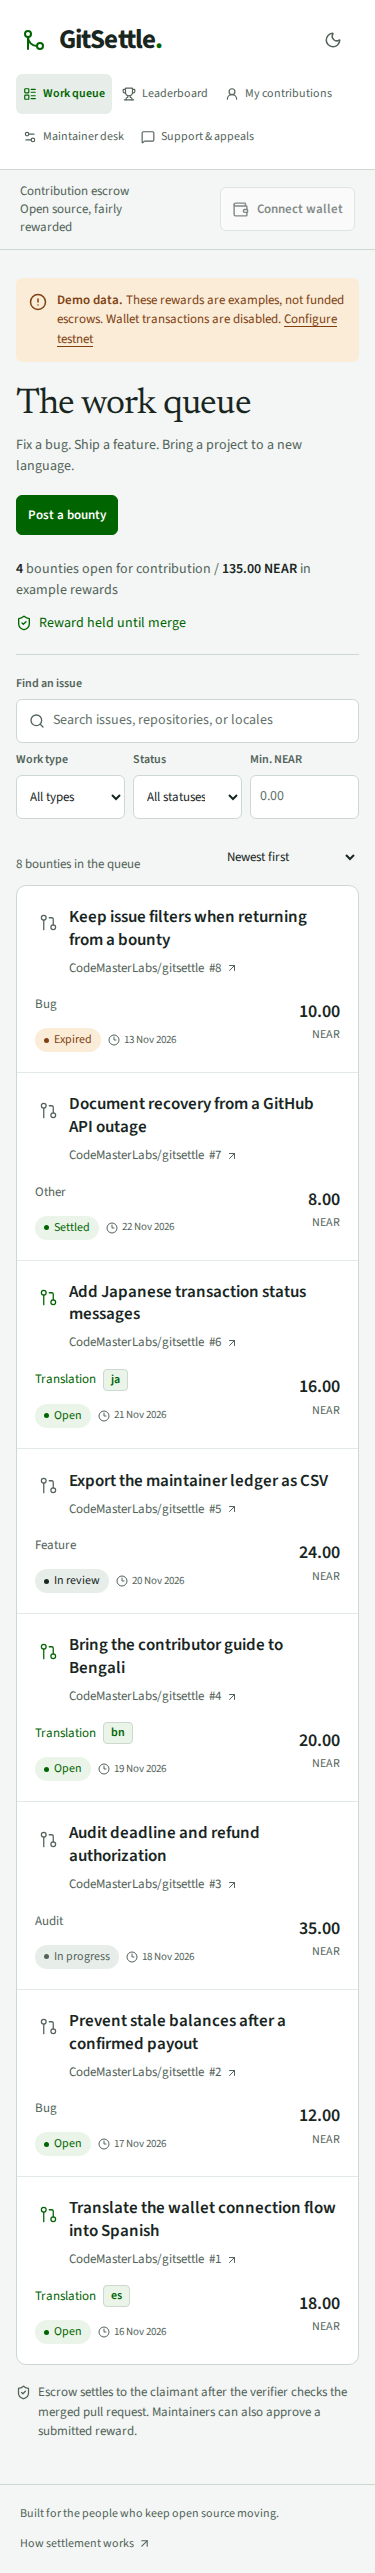 GitSettle.
Work queue
Leaderboard
My contributions
Maintainer desk
Support & appeals
Contribution escrow
Open source, fairly
rewarded
Connect wallet
Demo data. These rewards are examples, not funded
escrows. Wallet transactions are disabled. Configure
testnet
The work queue
Fix a bug. Ship a feature. Bring a project to a new
language.
Post a bounty
4 bounties open for contribution / 135.00 NEAR in
example rewards
Reward held until merge
Find an issue
Search issues, repositories, or locales
Work type
Status
Min. NEAR
All types
All statuses
0.00
8 bounties in the queue
Newest first
Keep issue filters when returning
from a bounty
CodeMasterLabs/gitsettle #8
Bug
Expired
13 Nov 2026
10.00
NEAR
Document recovery from a GitHub
API outage
CodeMasterLabs/gitsettle #7
Other
Settled
22 Nov 2026
8.00
NEAR
Add Japanese transaction status
messages
CodeMasterLabs/gitsettle #6
Translation ja
Open
21 Nov 2026
16.00
NEAR
Export the maintainer ledger as CSV
CodeMasterLabs/gitsettle #5
Feature
In review
20 Nov 2026
24.00
NEAR
Bring the contributor guide to
Bengali
CodeMasterLabs/gitsettle #4
Translation bn
Open
19 Nov 2026
20.00
NEAR
Audit deadline and refund
authorization
CodeMasterLabs/gitsettle #3
Audit
In progress
18 Nov 2026
35.00
NEAR
Prevent stale balances after a
confirmed payout
CodeMasterLabs/gitsettle #2
Bug
Open
17 Nov 2026
12.00
NEAR
Translate the wallet connection flow
into Spanish
CodeMasterLabs/gitsettle #1
Translation es
Open
16 Nov 2026
18.00
NEAR
Escrow settles to the claimant after the verifier checks the
merged pull request. Maintainers can also approve a
submitted reward.
Built for the people who keep open source moving.
How settlement works